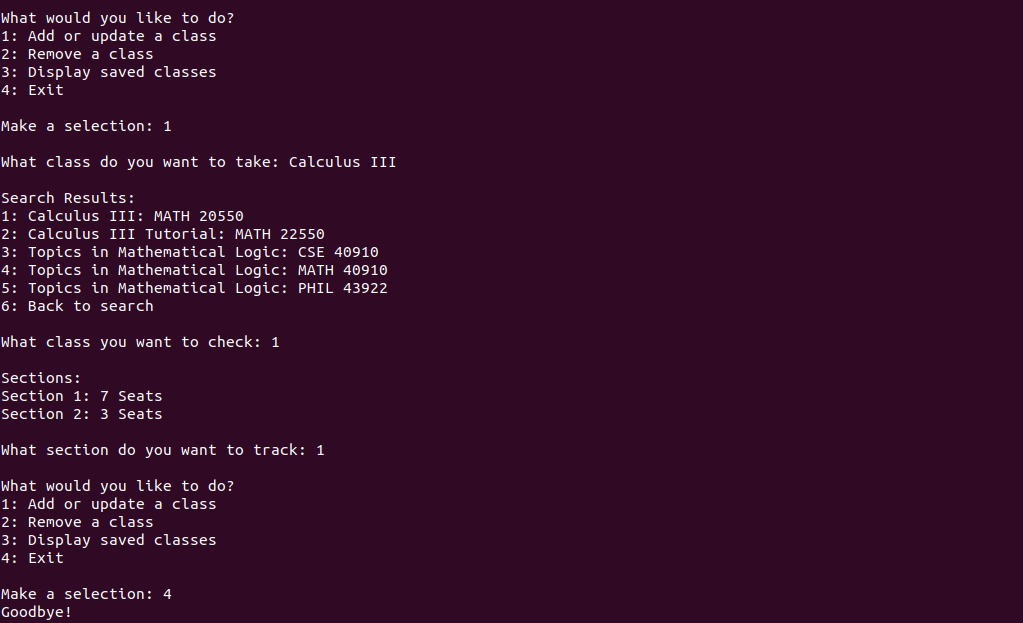 What would you like to do?
1: Add or update a class
2: Remove a class
3: Display saved classes
4: Exit
Make a selection: 1
What class do you want to take: Calculus III
Search Results:
1: Calculus III: MATH 20550
2: Calculus III Tutorial: MATH 22550
3: Topics in Mathematical Logic: CSE 40910
4: Topics in Mathematical Logic: MATH 40910
5: Topics in Mathematical Logic: PHIL 43922
6: Back to search
What class you want to check: 1
Sections:
Section 1: 7 Seats
Section 2: 3 Seats
What section do you want to track: 1
What would you like to do?
1: Add or update a class
2: Remove a class
3: Display saved classes
4: Exit
Make a selection: 4
Goodbye!